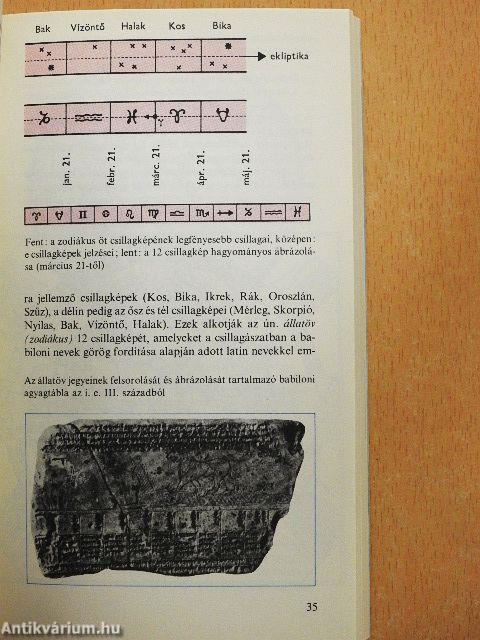 Bak Vízöntő Halak Kos Bika
ekliptika
γ
jan. 21. febr. 21. márc. 21. ápr. 21. máj. 21.
♈ ♉ ♊ ♋ ♌ ♍ ♎ ♏ ♐ ♑ ♒ ♓
Fent: a zodiákus öt csillagképének legfényesebb csillagai, középen:
e csillagképek jelzései; lent: a 12 csillagkép hagyományos ábrázolá-
sa (március 21-től)
ra jellemző csillagképek (Kos, Bika, Ikrek, Rák, Oroszlán,
Szűz), a délin pedig az ősz és tél csillagképei (Mérleg, Skorpió,
Nyilas, Bak, Vízöntő, Halak). Ezek alkotják az ún. állatöv
(zodiákus) 12 csillagképét, amelyeket a csillagászatban a ba-
biloni nevek görög fordítása alapján adott latin nevekkel em-
Az állatöv jegyeinek felsorolását és ábrázolását tartalmazó babiloni
agyagtábla az i. e. III. századból
35
Antikvárium.hu